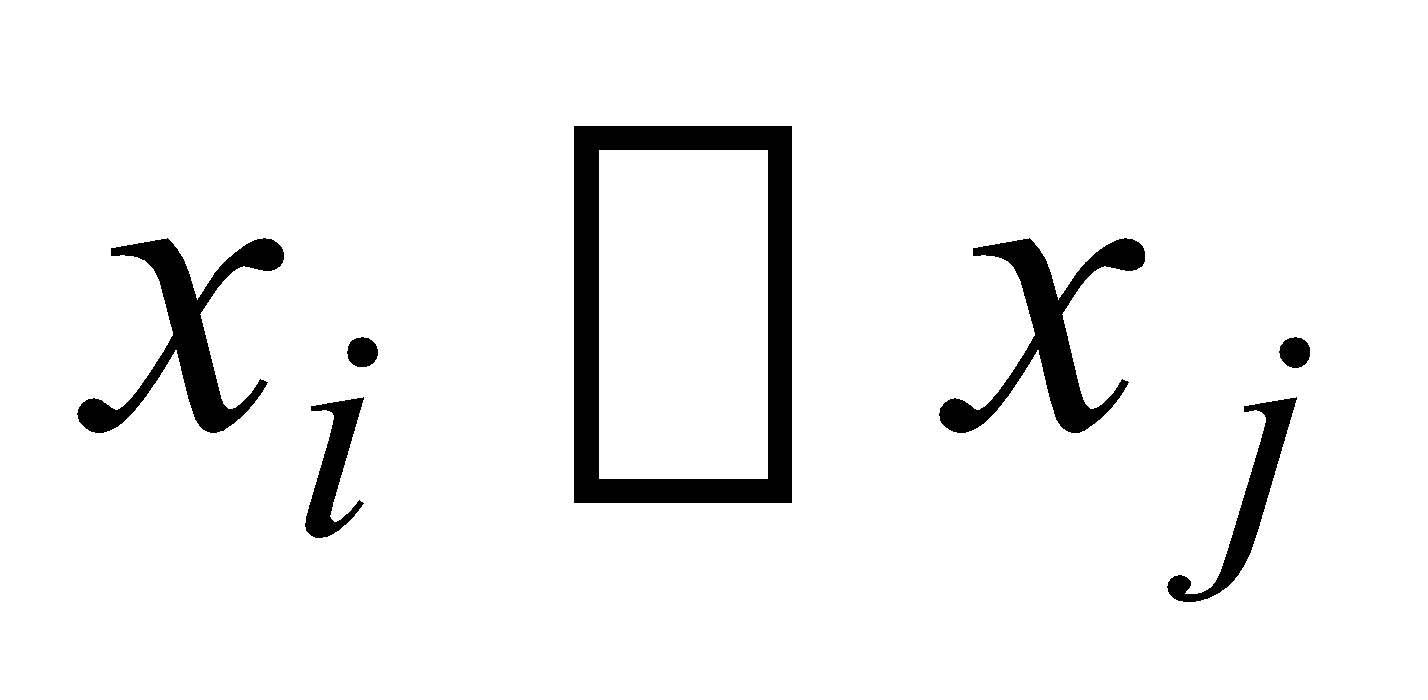 xᵢ ▯ xⱼ